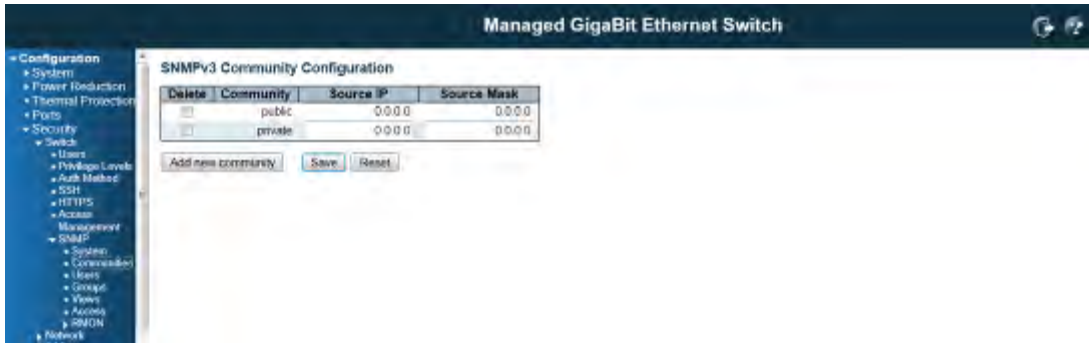 Managed GigaBit Ethernet Switch
Configuration
System
Power Reduction
Thermal Protection
Ports
Security
Switch
Users
Privilege Levels
Auth Method
SSH
HTTPS
Access
Management
SNMP
System
Communities
Users
Groups
Views
Access
RMON
Network
SNMPv3 Community Configuration
Delete Community Source IP Source Mask
public 0.0.0.0 0.0.0.0
private 0.0.0.0 0.0.0.0
Add new community Save Reset